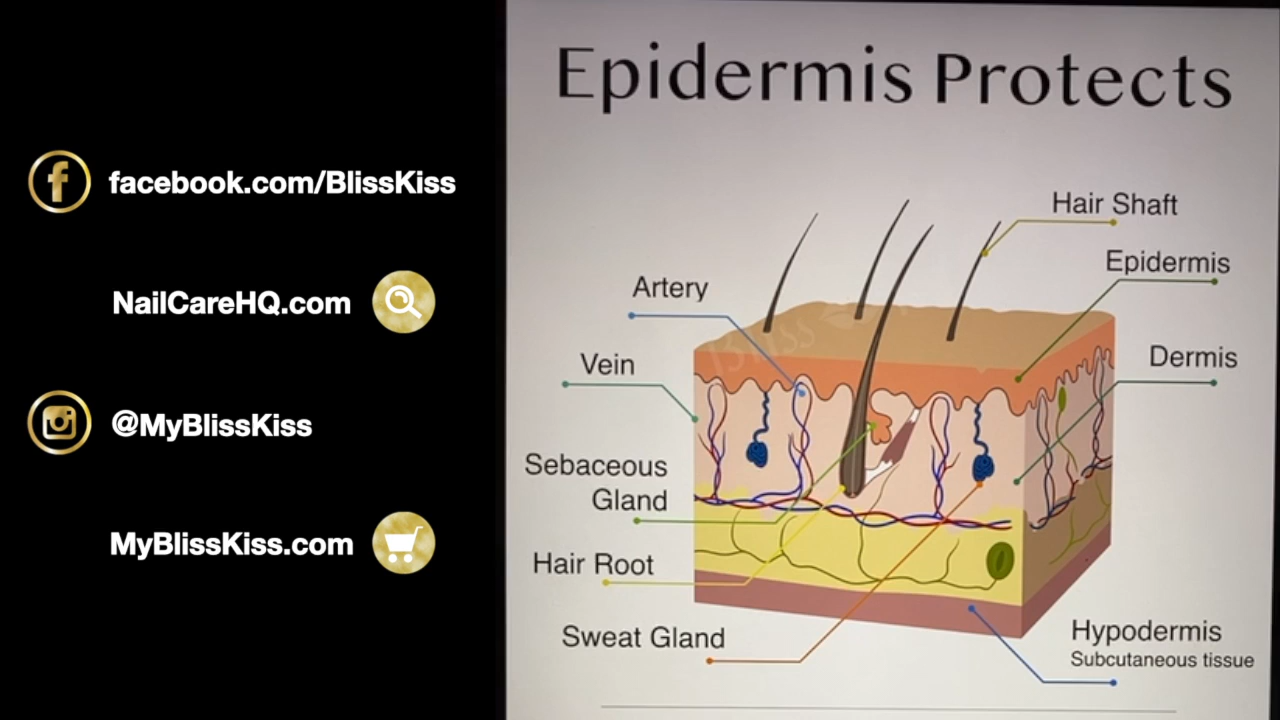 facebook.com/BlissKiss
NailCareHQ.com
@MyBlissKiss
MyBlissKiss.com
Epidermis Protects
Hair Shaft
Epidermis
Artery
Dermis
Vein
Bliss
Sebaceous
Gland
Hair Root
Sweat Gland
Hypodermis
Subcutaneous tissue